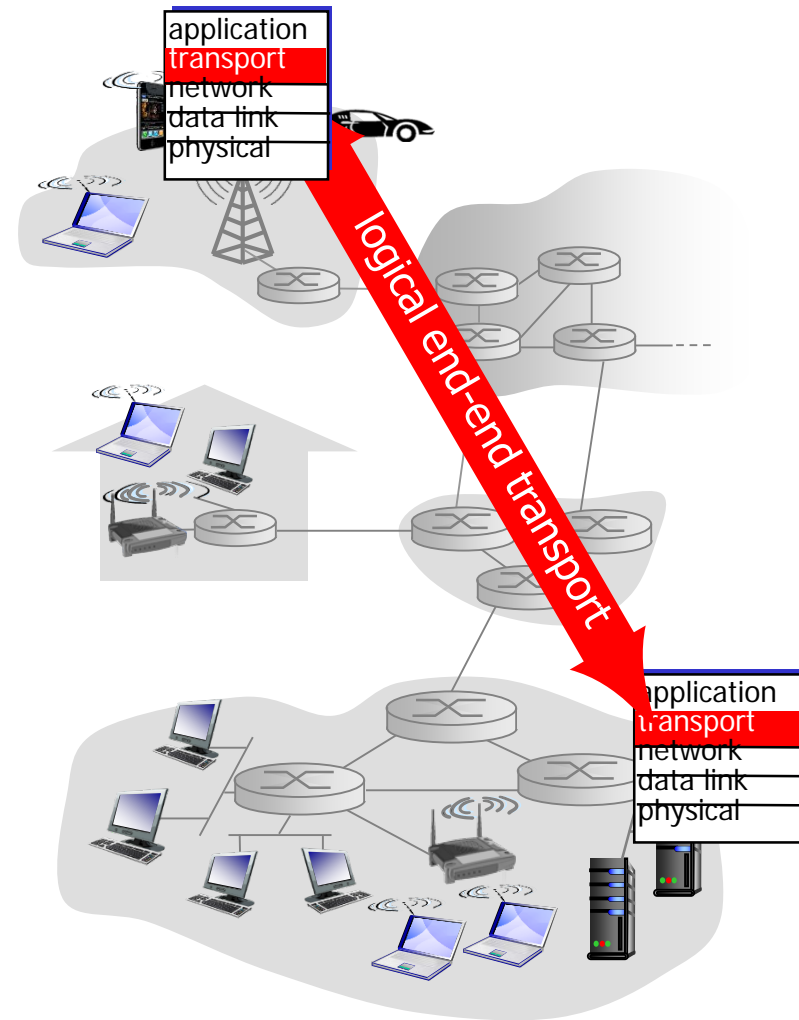 application
transport
network
data link
physical
logical end-end transport
application
transport
network
data link
physical